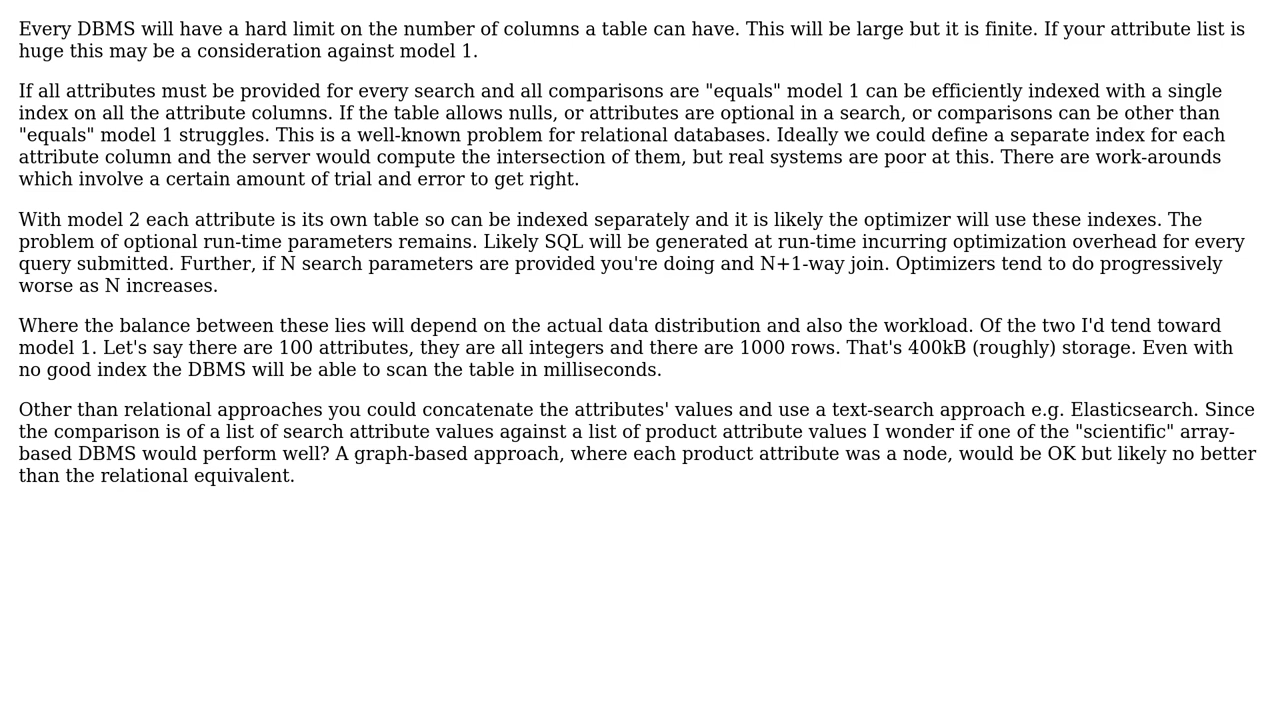 Every DBMS will have a hard limit on the number of columns a table can have. This will be large but it is finite. If your attribute list is
huge this may be a consideration against model 1.
If all attributes must be provided for every search and all comparisons are "equals" model 1 can be efficiently indexed with a single
index on all the attribute columns. If the table allows nulls, or attributes are optional in a search, or comparisons can be other than
"equals" model 1 struggles. This is a well-known problem for relational databases. Ideally we could define a separate index for each
attribute column and the server would compute the intersection of them, but real systems are poor at this. There are work-arounds
which involve a certain amount of trial and error to get right.
With model 2 each attribute is its own table so can be indexed separately and it is likely the optimizer will use these indexes. The
problem of optional run-time parameters remains. Likely SQL will be generated at run-time incurring optimization overhead for every
query submitted. Further, if N search parameters are provided you're doing and N+1-way join. Optimizers tend to do progressively
worse as N increases.
Where the balance between these lies will depend on the actual data distribution and also the workload. Of the two I'd tend toward
model 1. Let's say there are 100 attributes, they are all integers and there are 1000 rows. That's 400kB (roughly) storage. Even with
no good index the DBMS will be able to scan the table in milliseconds.
Other than relational approaches you could concatenate the attributes' values and use a text-search approach e.g. Elasticsearch. Since
the comparison is of a list of search attribute values against a list of product attribute values I wonder if one of the "scientific" array-
based DBMS would perform well? A graph-based approach, where each product attribute was a node, would be OK but likely no better
than the relational equivalent.